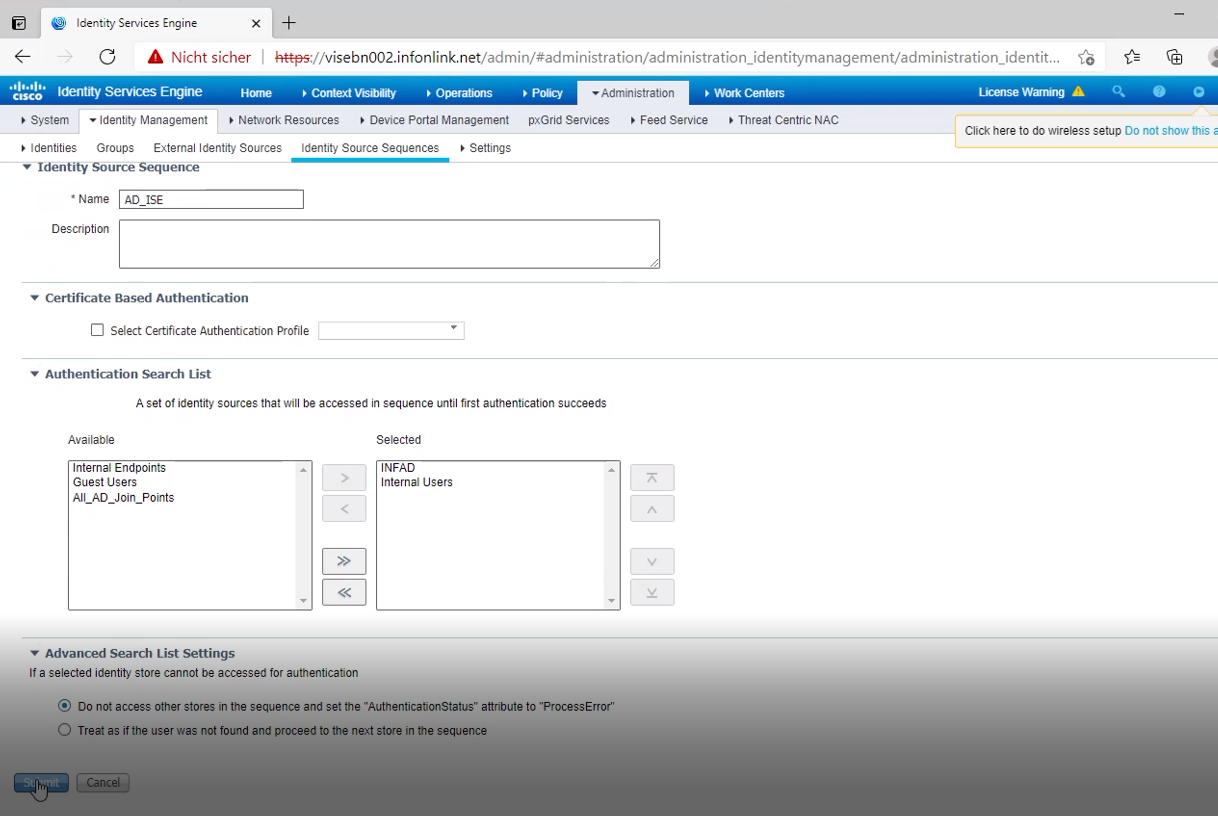 Identity Services Engine
Nicht sicher https://visebn002.infonlink.net/admin/#administration/administration_identitymanagement/administration_identit...
cisco Identity Services Engine Home Context Visibility Operations Policy Administration Work Centers License Warning
System Identity Management Network Resources Device Portal Management pxGrid Services Feed Service Threat Centric NAC
Click here to do wireless setup Do not show this a
Identities Groups External Identity Sources Identity Source Sequences Settings
Identity Source Sequence
* Name AD_ISE
Description
Certificate Based Authentication
Select Certificate Authentication Profile
Authentication Search List
A set of identity sources that will be accessed in sequence until first authentication succeeds
Available Selected
Internal Endpoints INFAD
Guest Users Internal Users
All_AD_Join_Points
Advanced Search List Settings
If a selected identity store cannot be accessed for authentication
Do not access other stores in the sequence and set the "AuthenticationStatus" attribute to "ProcessError"
Treat as if the user was not found and proceed to the next store in the sequence
Submit Cancel